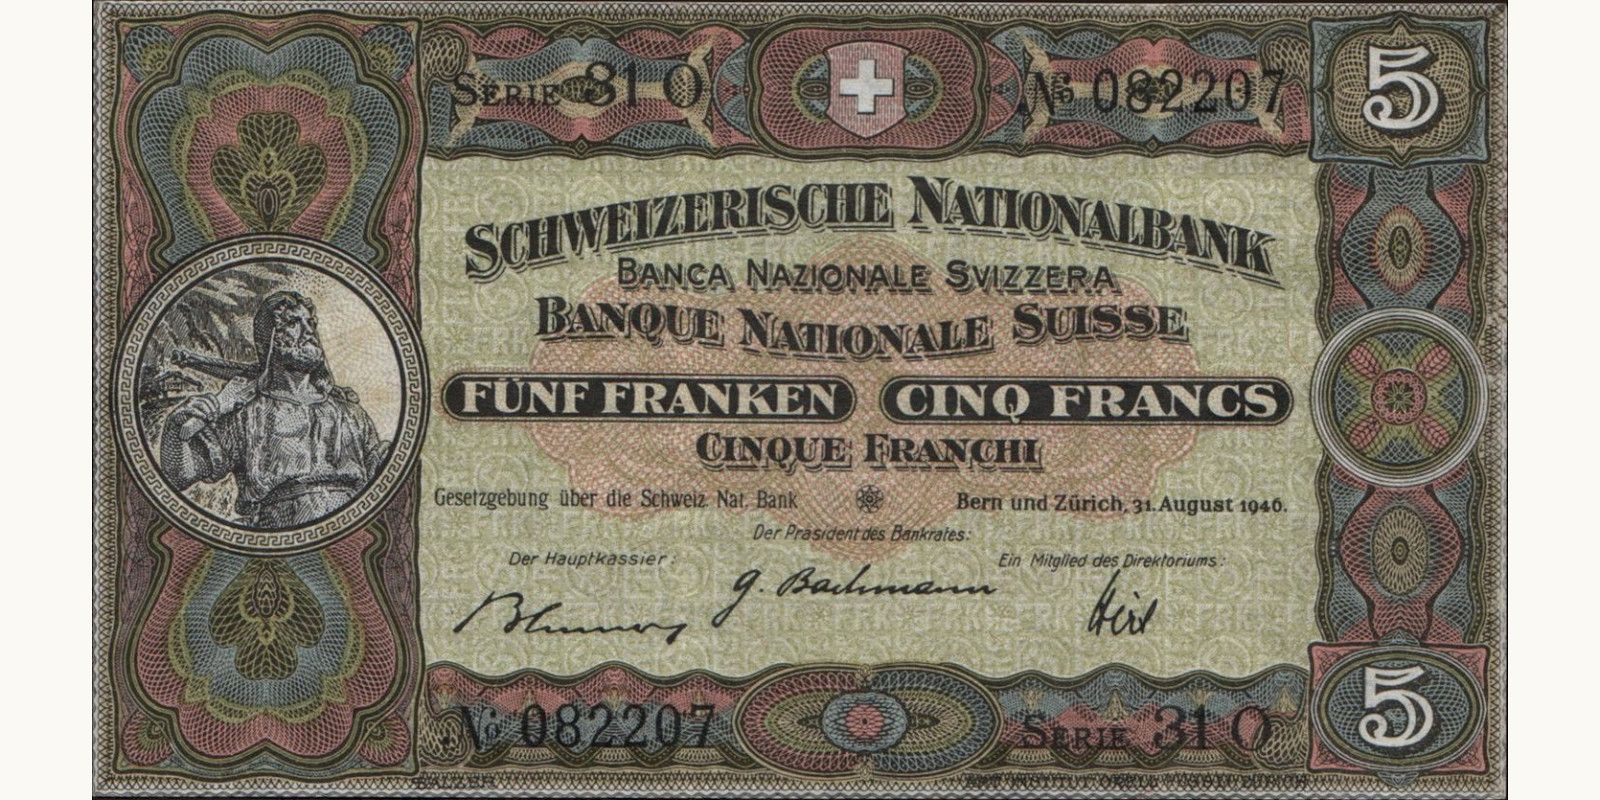 SERIE 31 O
No 082207
5
SCHWEIZERISCHE NATIONALBANK
BANCA NAZIONALE SVIZZERA
BANQUE NATIONALE SUISSE
FÜNF FRANKEN CINQ FRANCS
CINQUE FRANCHI
Gesetzgebung über die Schweiz. Nat. Bank
Bern und Zürich, 31. August 1946.
Der Präsident des Bankrates:
Der Hauptkassier:
Ein Mitglied des Direktoriums:
G. Bachmann
Hirs
No 082207
SERIE 31 O
5
BALZER